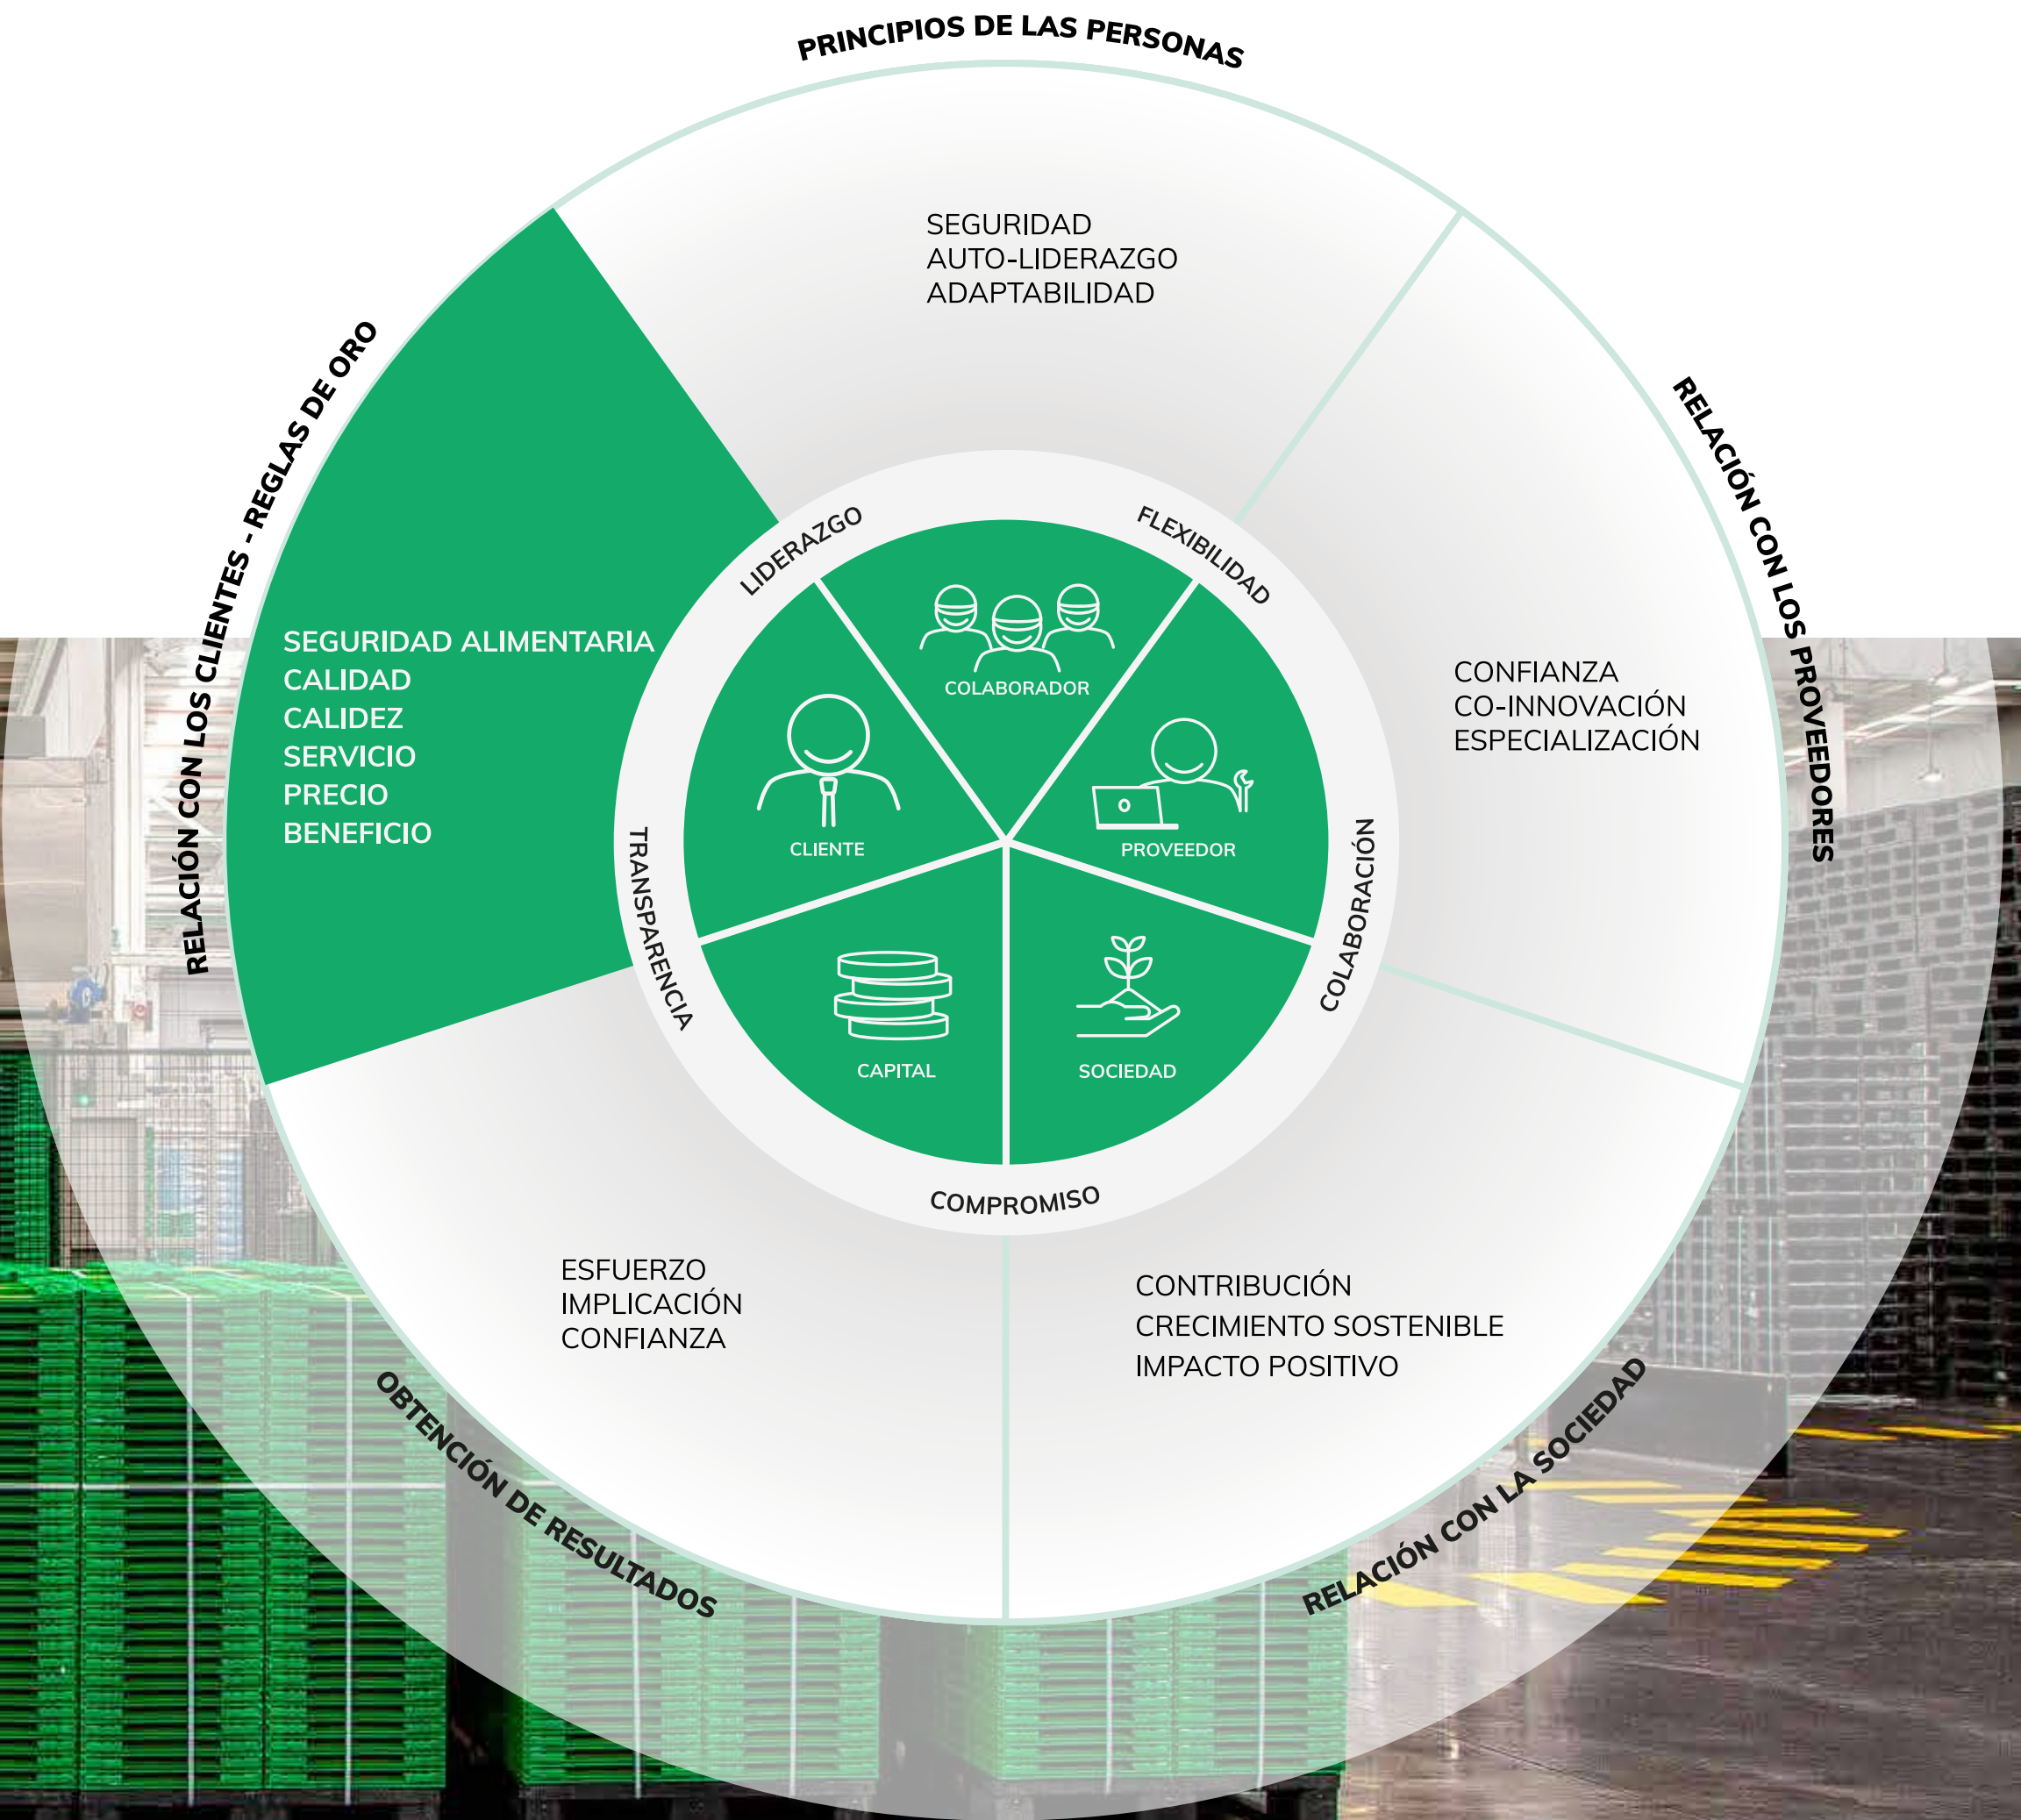 PRINCIPIOS DE LAS PERSONAS
SEGURIDAD
AUTO-LIDERAZGO
ADAPTABILIDAD
RELACIÓN CON LOS CLIENTES - REGLAS DE ORO
SEGURIDAD ALIMENTARIA
CALIDAD
CALIDEZ
SERVICIO
PRECIO
BENEFICIO
RELACIÓN CON LOS PROVEEDORES
CONFIANZA
CO-INNOVACIÓN
ESPECIALIZACIÓN
LIDERAZGO
FLEXIBILIDAD
TRANSPARENCIA
COLABORACIÓN
COMPROMISO
COLABORADOR
CLIENTE
PROVEEDOR
CAPITAL
SOCIEDAD
ESFUERZO
IMPLICACIÓN
CONFIANZA
OBTENCIÓN DE RESULTADOS
CONTRIBUCIÓN
CRECIMIENTO SOSTENIBLE
IMPACTO POSITIVO
RELACIÓN CON LA SOCIEDAD